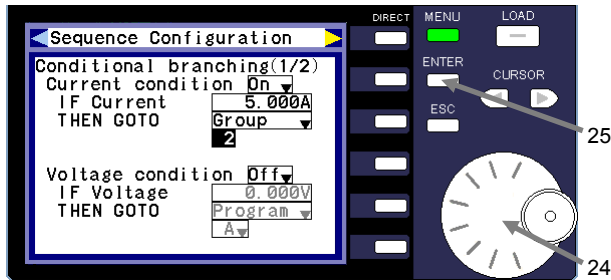 DIRECT MENU LOAD
Sequence Configuration
Conditional branching(1/2)
Current condition On
IF Current 5.000A
THEN GOTO Group
2
Voltage condition Off
IF Voltage 0.000V
THEN GOTO Program
A
ENTER
CURSOR
ESC
25
24